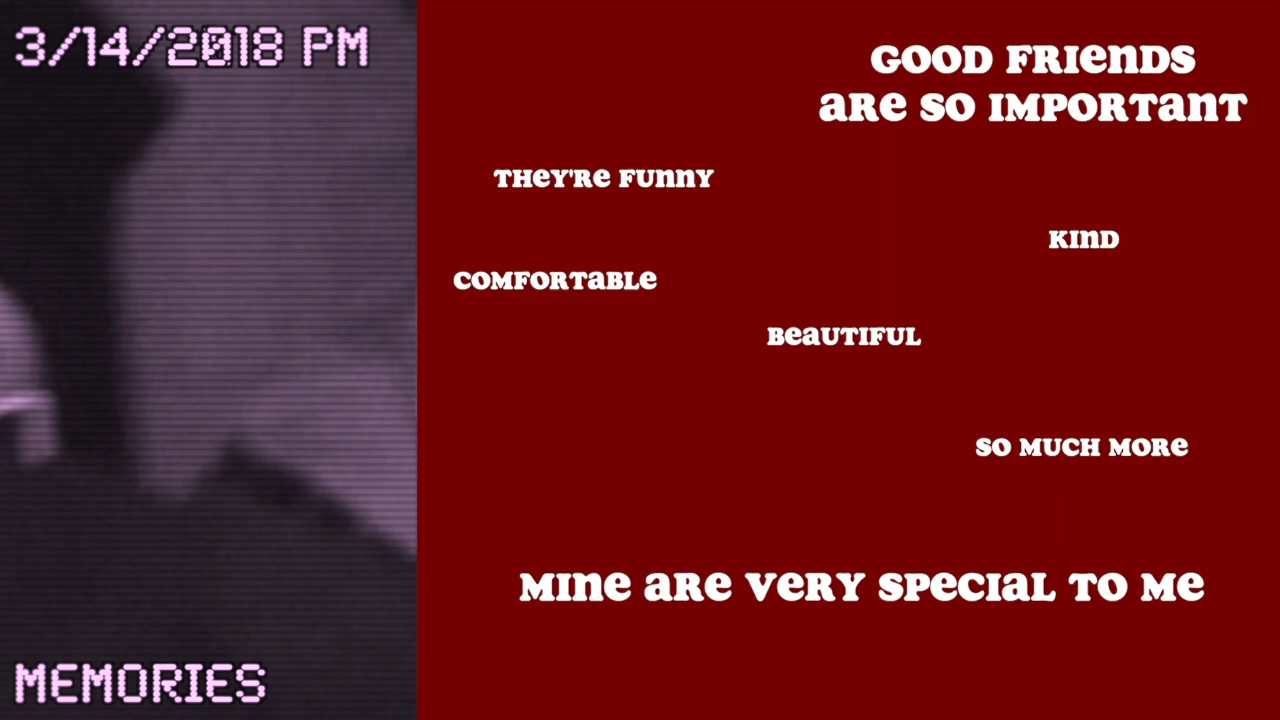 3/14/2018 PM
GOOD FRIENDS
ARE SO IMPORTANT
THEY'RE FUNNY
KIND
COMFORTABLE
BEAUTIFUL
SO MUCH MORE
MINE ARE VERY SPECIAL TO ME
MEMORIES